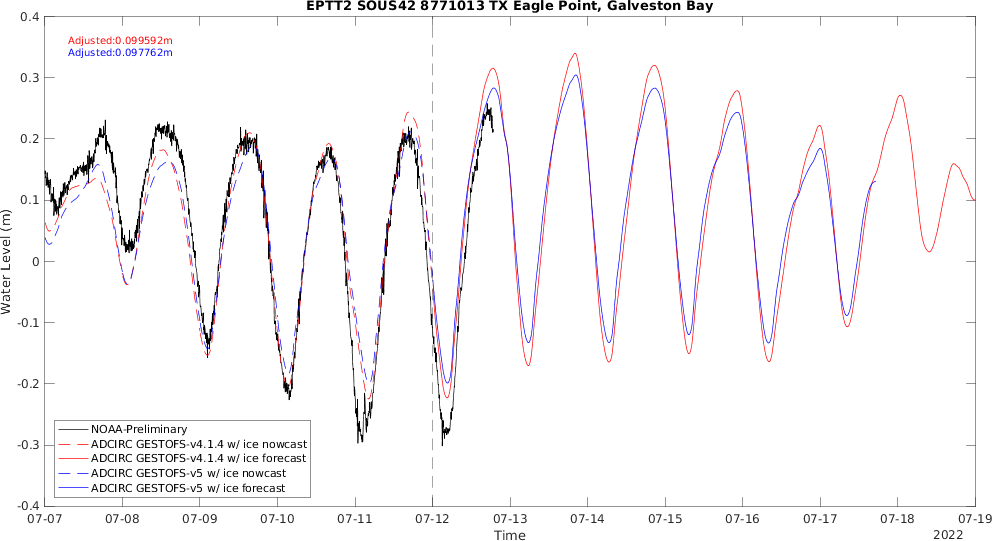 EPTT2 SOUS42 8771013 TX Eagle Point, Galveston Bay
Adjusted:0.099592m
Adjusted:0.097762m
0.4
0.3
0.2
0.1
0
-0.1
-0.2
-0.3
-0.4
Water Level (m)
NOAA-Preliminary
ADCIRC GESTOFS-v4.1.4 w/ ice nowcast
ADCIRC GESTOFS-v4.1.4 w/ ice forecast
ADCIRC GESTOFS-v5 w/ ice nowcast
ADCIRC GESTOFS-v5 w/ ice forecast
07-07 07-08 07-09 07-10 07-11 07-12 07-13 07-14 07-15 07-16 07-17 07-18 07-19
Time
2022